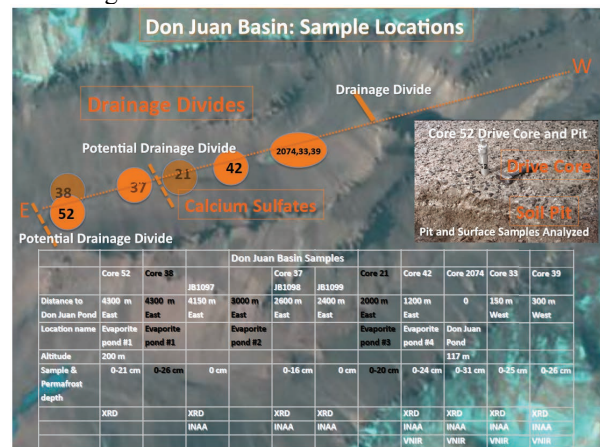 Don Juan Basin: Sample Locations
W
Drainage Divide
Drainage Divides
Core 52 Drive Core and Pit
Potential Drainage Divide
2074,33,39
42
21
37
38
52
E
Drive Core
Calcium Sulfates
Soil Pit
Potential Drainage Divide
Pit and Surface Samples Analyzed
Don Juan Basin Samples
Core 52 Core 38 JB1097 Core 37 JB1098 JB1099 Core 21 Core 42 Core 2074 Core 33 Core 39
Distance to Don Juan Pond 4300 m East 4300 m East 4150 m East 3000 m East 2600 m East 2400 m East 2000 m East 1200 m East 0 150 m West 300 m West
Location name Evaporite pond #1 Evaporite pond #1 Evaporite pond #2 Evaporite pond #3 Evaporite pond #4 Don Juan Pond
Altitude 200 m 117 m
Sample & Permafrost depth 0-21 cm 0-26 cm 0 cm 0-16 cm 0 cm 0-20 cm 0-24 cm 0-31 cm 0-25 cm 0-26 cm
XRD XRD XRD XRD XRD XRD XRD XRD
INAA INAA INAA INAA INAA INAA INAA
VNIR VNIR VNIR VNIR